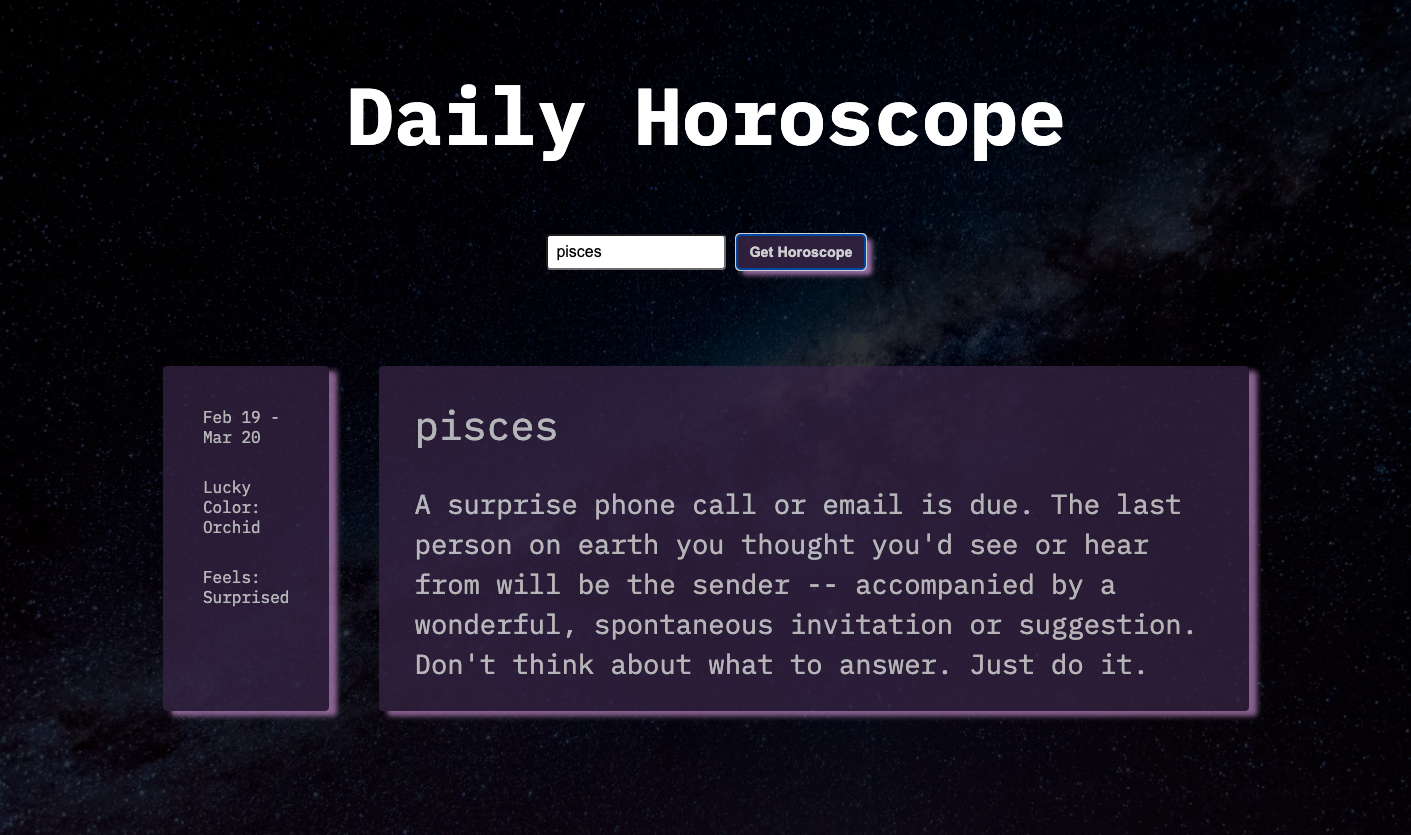 Daily Horoscope
pisces
Get Horoscope
Feb 19 -
Mar 20
Lucky
Color:
Orchid
Feels:
Surprised
pisces
A surprise phone call or email is due. The last
person on earth you thought you'd see or hear
from will be the sender -- accompanied by a
wonderful, spontaneous invitation or suggestion.
Don't think about what to answer. Just do it.